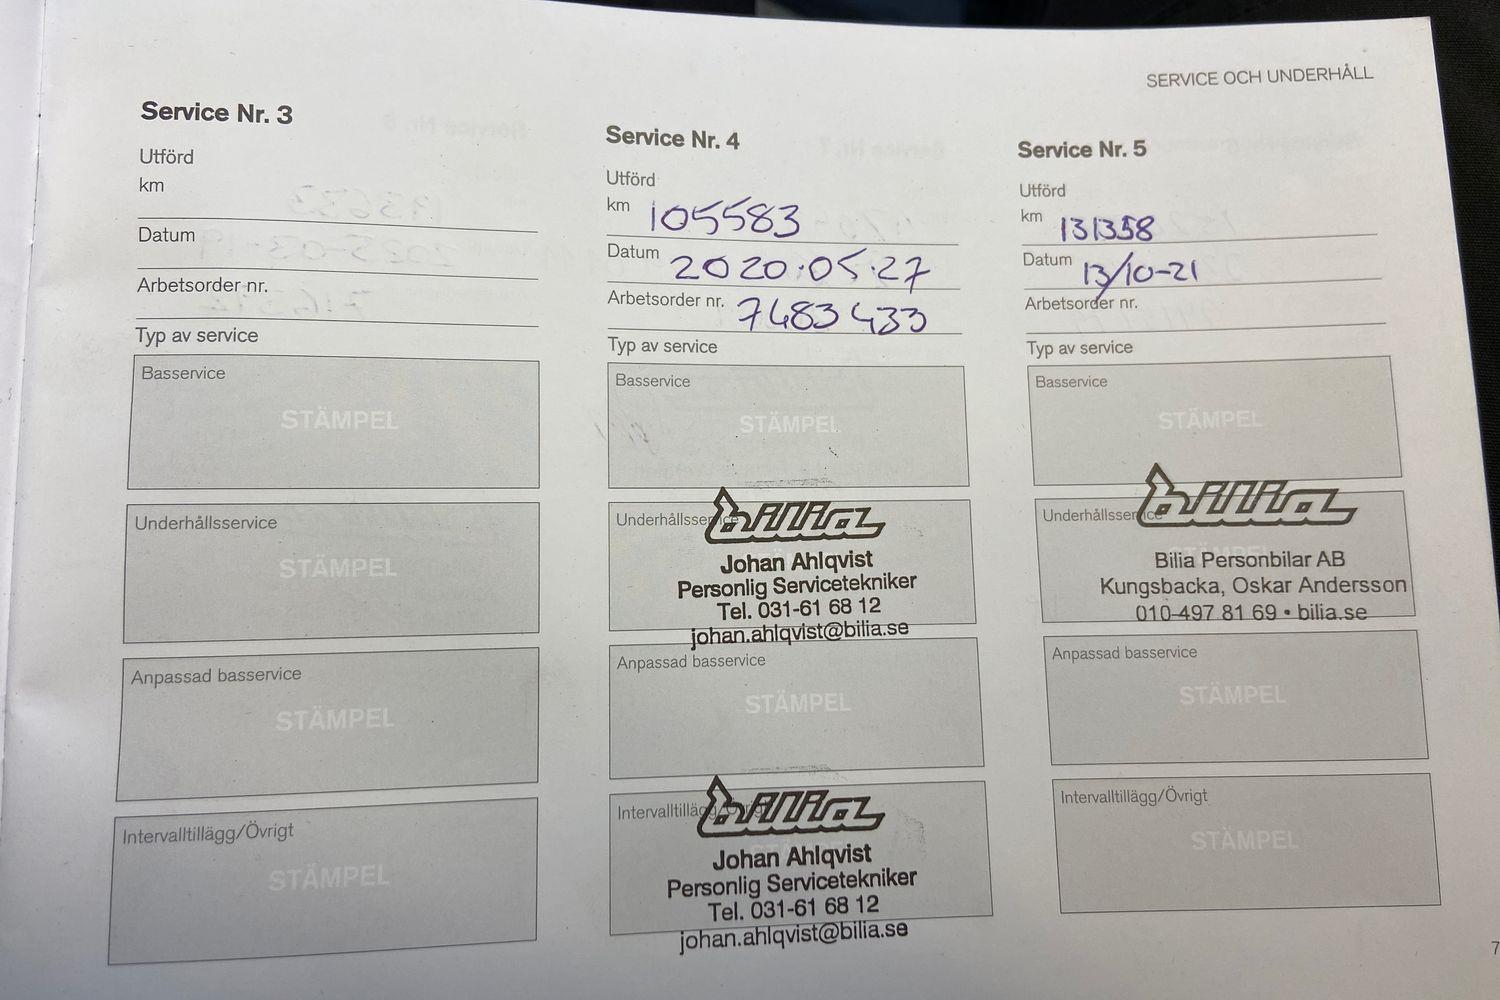 SERVICE OCH UNDERHÅLL
Service Nr. 3
Utförd
km
Datum
Arbetsorder nr.
Typ av service
Basservice
STÄMPEL
Underhållsservice
STÄMPEL
Anpassad basservice
STÄMPEL
Intervalltillägg/Övrigt
STÄMPEL
Service Nr. 4
Utförd
km 105583
Datum 2020.05.27
Arbetsorder nr. 7483433
Typ av service
Basservice
STÄMPEL
Underhållsservice
bilia
Johan Ahlqvist
Personlig Servicetekniker
Tel. 031-61 68 12
johan.ahlqvist@bilia.se
Anpassad basservice
STÄMPEL
Intervalltillägg/Övrigt
bilia
Johan Ahlqvist
Personlig Servicetekniker
Tel. 031-61 68 12
johan.ahlqvist@bilia.se
Service Nr. 5
Utförd
km 131358
Datum 13/10-21
Arbetsorder nr.
Typ av service
Basservice
STÄMPEL
Underhållsservice
bilia
Bilia Personbilar AB
Kungsbacka, Oskar Andersson
010-497 81 69 • bilia.se
Anpassad basservice
STÄMPEL
Intervalltillägg/Övrigt
STÄMPEL
7